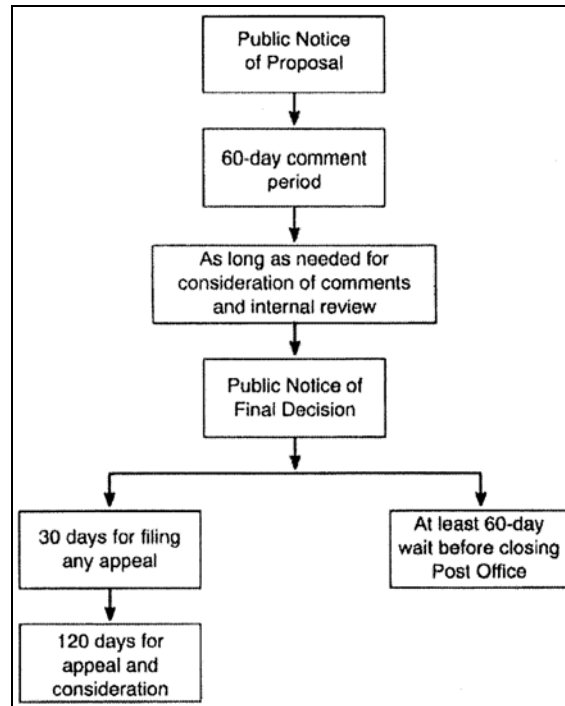 Public Notice
of Proposal
60-day comment
period
As long as needed for
consideration of comments
and internal review
Public Notice of
Final Decision
30 days for filing
any appeal
At least 60-day
wait before closing
Post Office
120 days for
appeal and
consideration